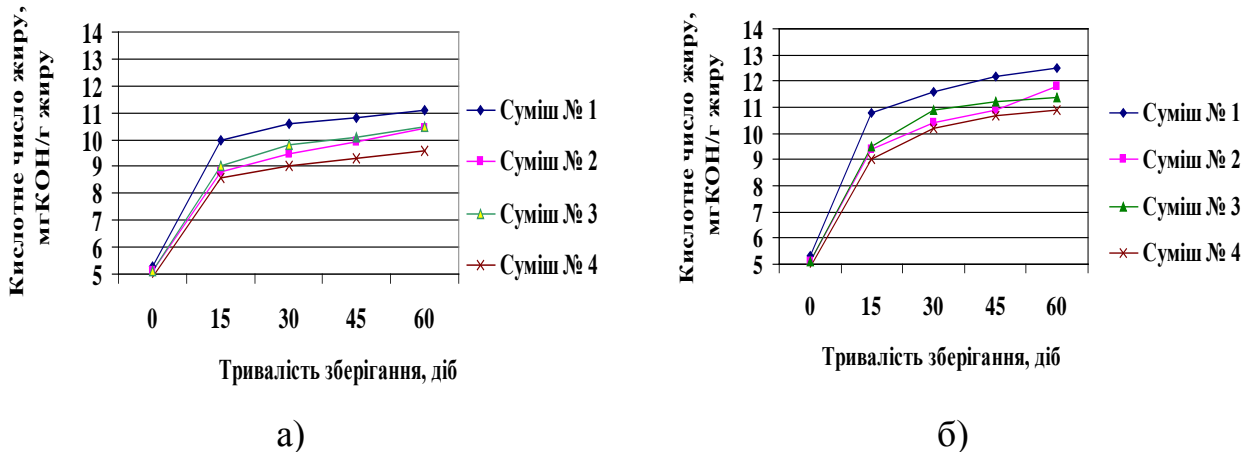 Кислотне число жиру,
мгКОН/г жиру
14
13
12
11
10
9
8
7
6
5
0 15 30 45 60
Тривалість зберігання, діб
Суміш № 1
Суміш № 2
Суміш № 3
Суміш № 4
а)
Кислотне число жиру,
мгКОН/г жиру
14
13
12
11
10
9
8
7
6
5
0 15 30 45 60
Тривалість зберігання, діб
Суміш № 1
Суміш № 2
Суміш № 3
Суміш № 4
б)